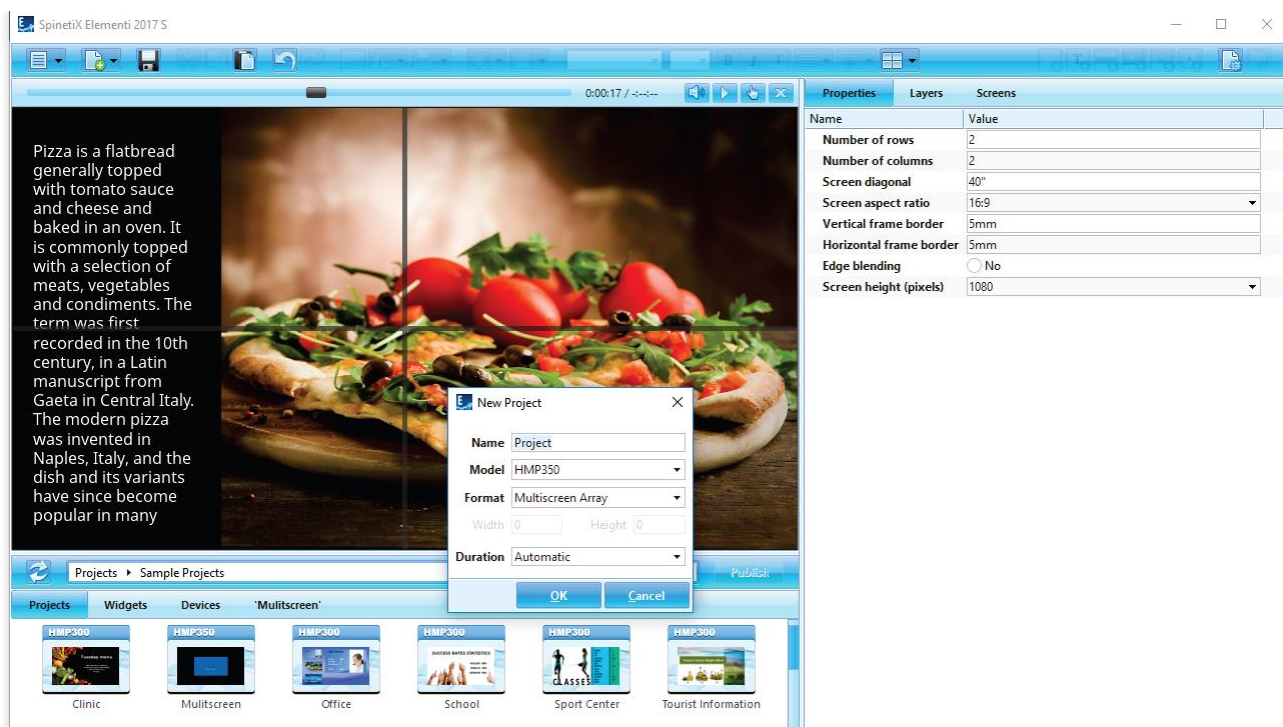 SpinetiX Elementi 2017 S
0:00:17 / -:--:--
Pizza is a flatbread
generally topped
with tomato sauce
and cheese and
baked in an oven. It
is commonly topped
with a selection of
meats, vegetables
and condiments. The
term was first
recorded in the 10th
century, in a Latin
manuscript from
Gaeta in Central Italy.
The modern pizza
was invented in
Naples, Italy, and the
dish and its variants
have since become
popular in many
Properties Layers Screens
Name Value
Number of rows 2
Number of columns 2
Screen diagonal 40"
Screen aspect ratio 16:9
Vertical frame border 5mm
Horizontal frame border 5mm
Edge blending No
Screen height (pixels) 1080
New Project
Name Project
Model HMP350
Format Multiscreen Array
Width 0 Height 0
Duration Automatic
OK Cancel
Projects Sample Projects
Publish
Projects Widgets Devices 'Mulitscreen'
HMP300 HMP350 HMP300 HMP300 HMP300 HMP300
Tuesday menu
SUCCESS RATES STATISTICS
CLASSES
Clinic Mulitscreen Office School Sport Center Tourist Information